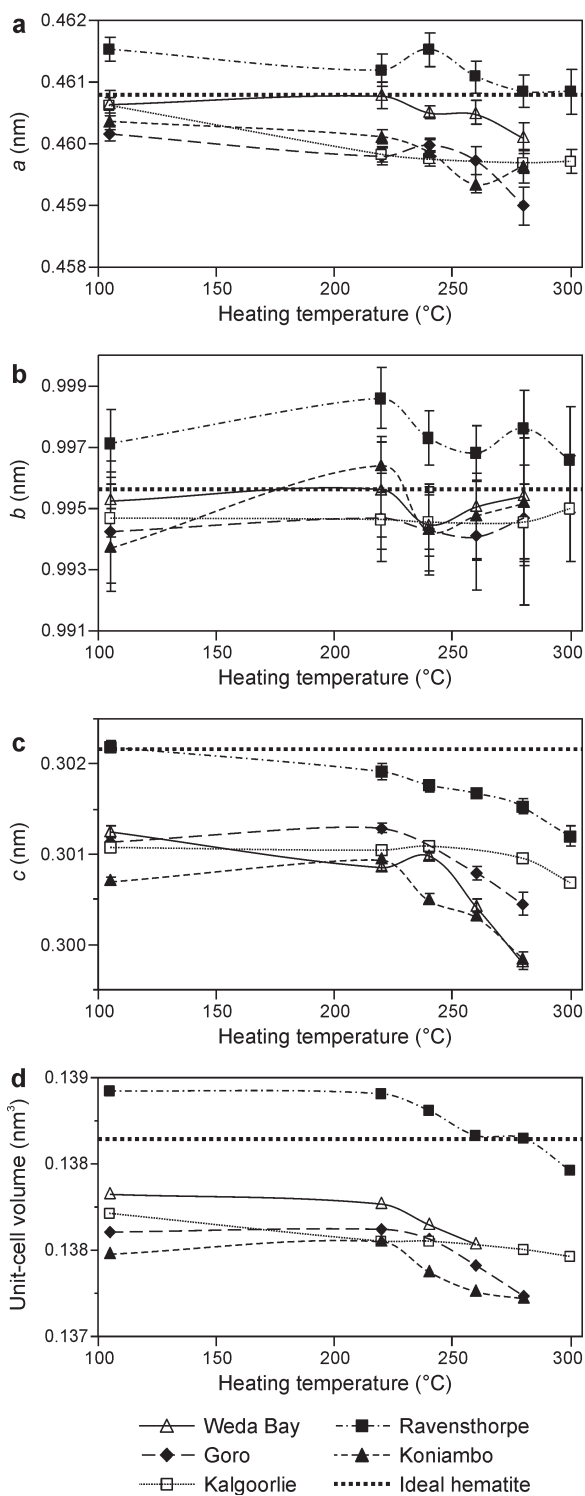 a
0.462
0.461
0.460
0.459
0.458
a (nm)
100 150 200 250 300
Heating temperature (°C)
b
0.999
0.997
0.995
0.993
0.991
b (nm)
100 150 200 250 300
Heating temperature (°C)
c
0.302
0.301
0.300
c (nm)
100 150 200 250 300
Heating temperature (°C)
d
0.139
0.138
0.138
0.137
Unit-cell volume (nm³)
100 150 200 250 300
Heating temperature (°C)
Weda Bay Ravensthorpe
Goro Koniambo
Kalgoorlie Ideal hematite